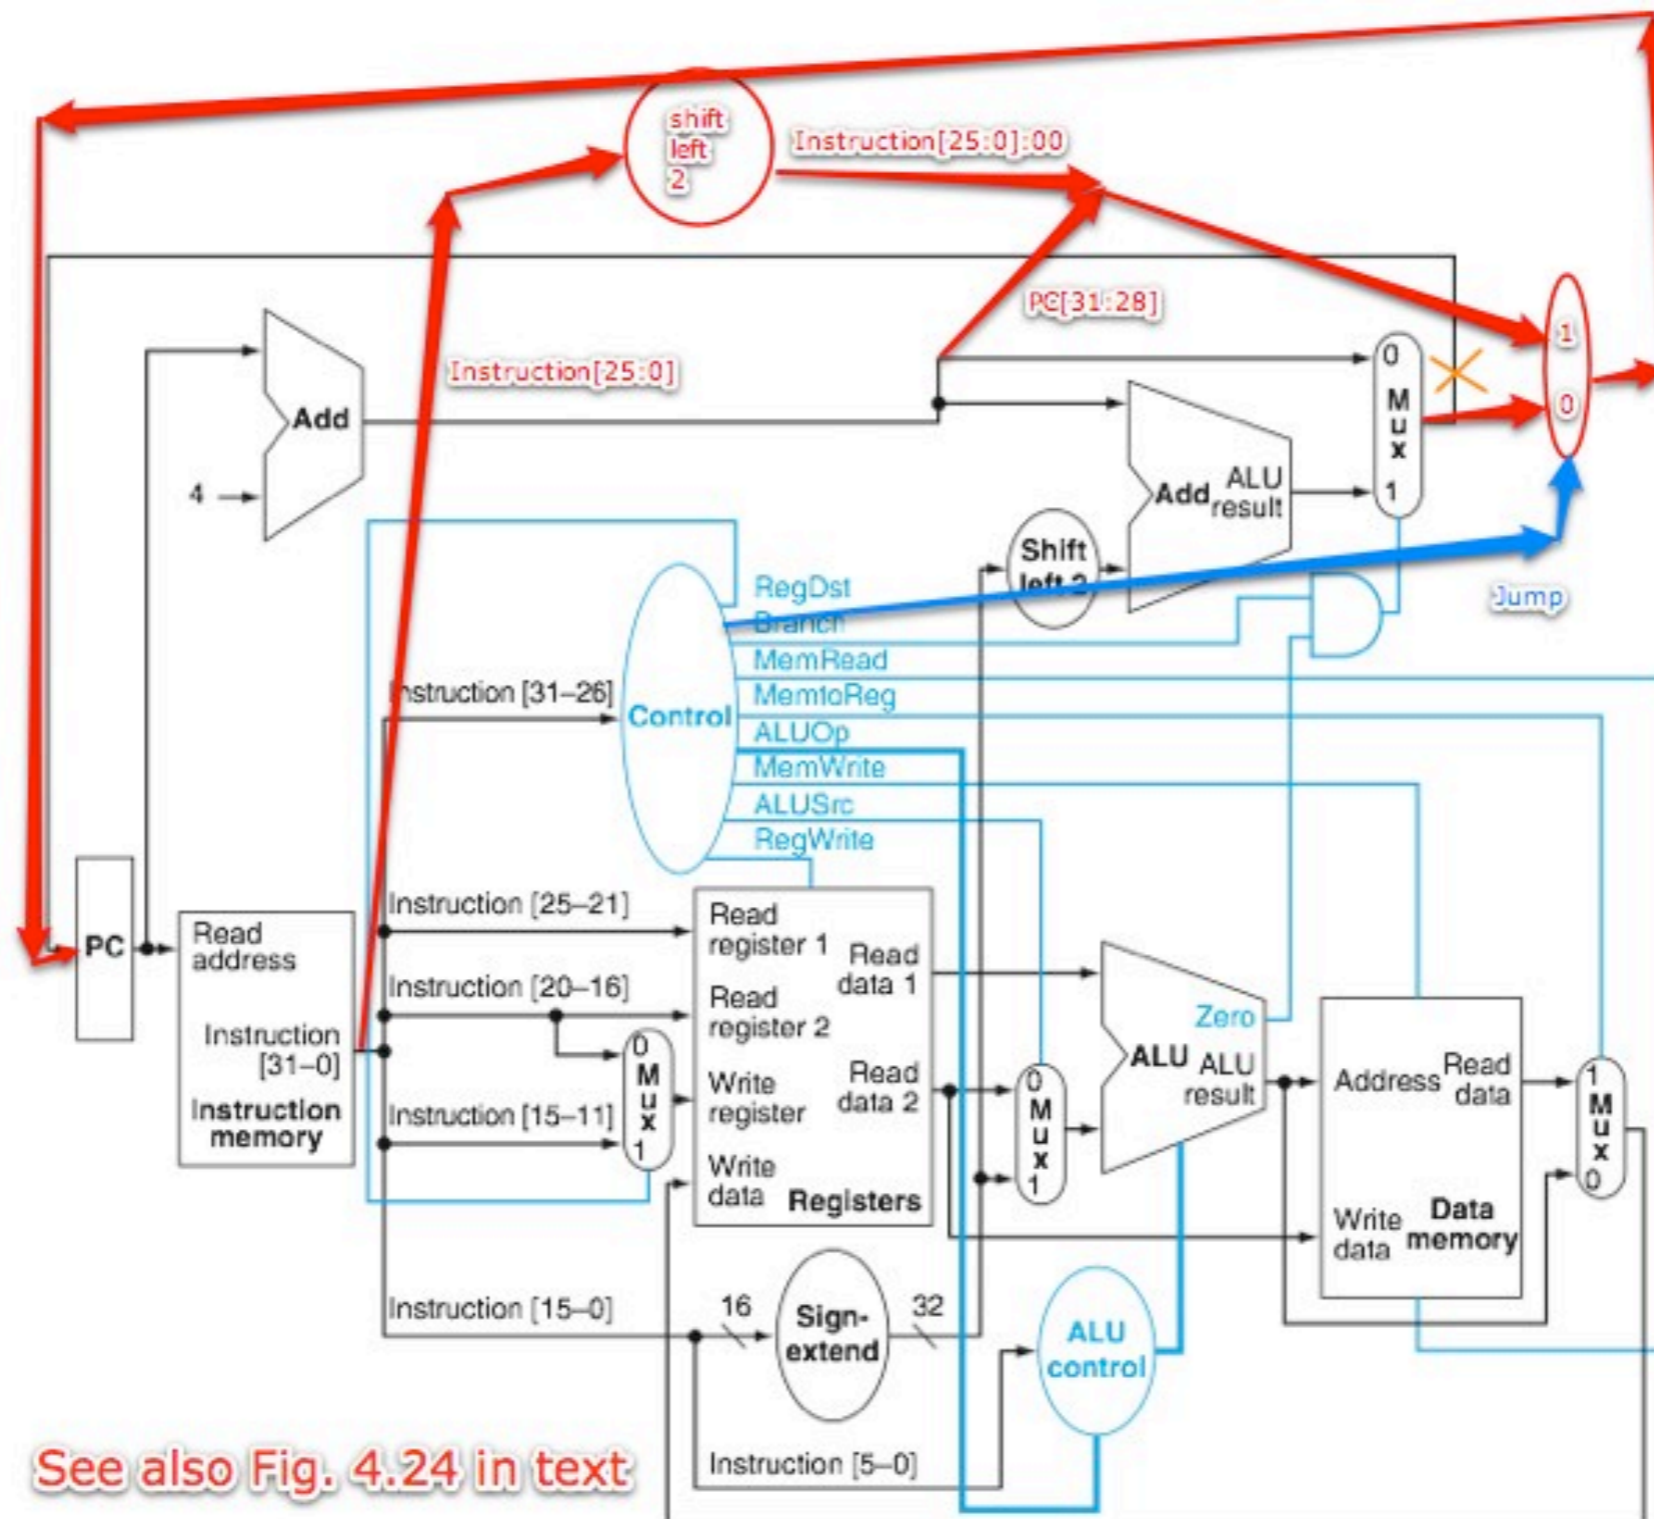 shift
left
2
Instruction[25:0]:00
PC[31:28]
1
0
Instruction[25:0]
Add
4
0
Mux
1
Add
ALU
result
Shift
left 2
Jump
RegDst
Branch
MemRead
MemtoReg
ALUOp
MemWrite
ALUSrc
RegWrite
Instruction [31–26]
Control
PC
Read
address
Instruction
[31–0]
Instruction
memory
Instruction [25–21]
Instruction [20–16]
Instruction [15–11]
0
Mux
1
Read
register 1
Read
register 2
Write
register
Write
data
Read
data 1
Read
data 2
Registers
0
Mux
1
Zero
ALU
ALU
result
Address
Read
data
Write
data
Data
memory
1
Mux
0
Instruction [15–0]
16
Sign-
extend
32
ALU
control
Instruction [5–0]
See also Fig. 4.24 in text